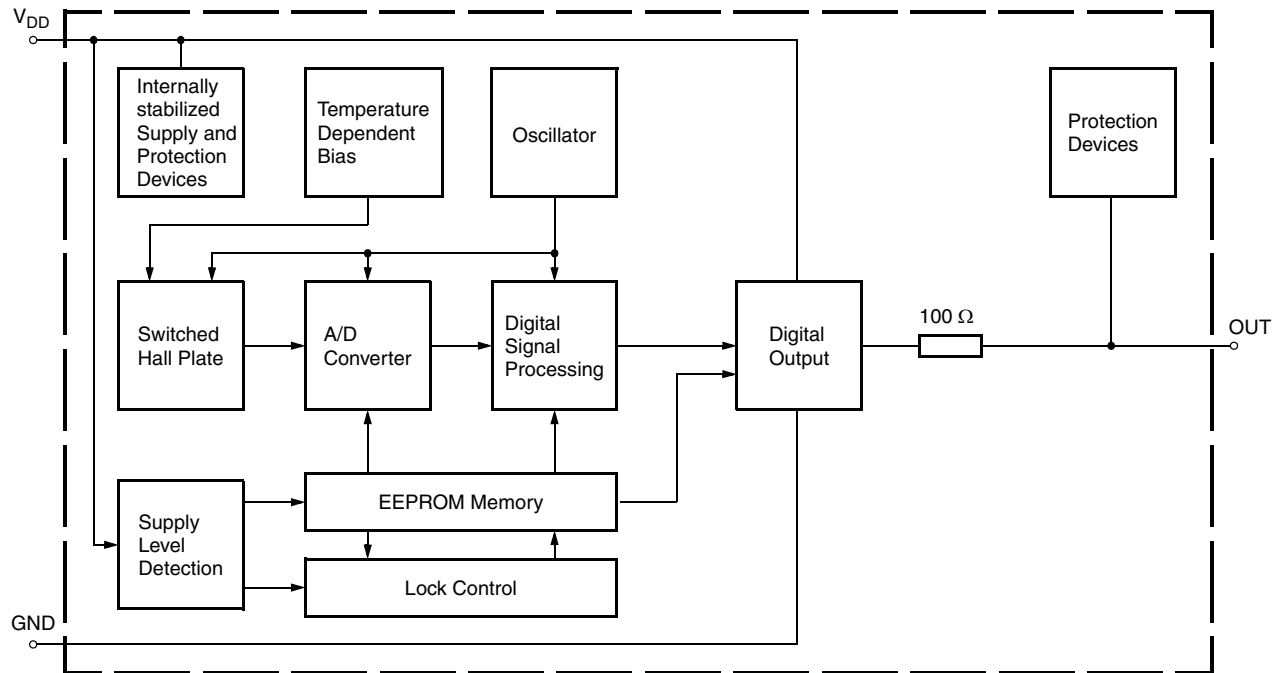 VDD
Internally
stabilized
Supply and
Protection
Devices
Temperature
Dependent
Bias
Oscillator
Protection
Devices
Switched
Hall Plate
A/D
Converter
Digital
Signal
Processing
Digital
Output
100 Ω
OUT
Supply
Level
Detection
EEPROM Memory
Lock Control
GND